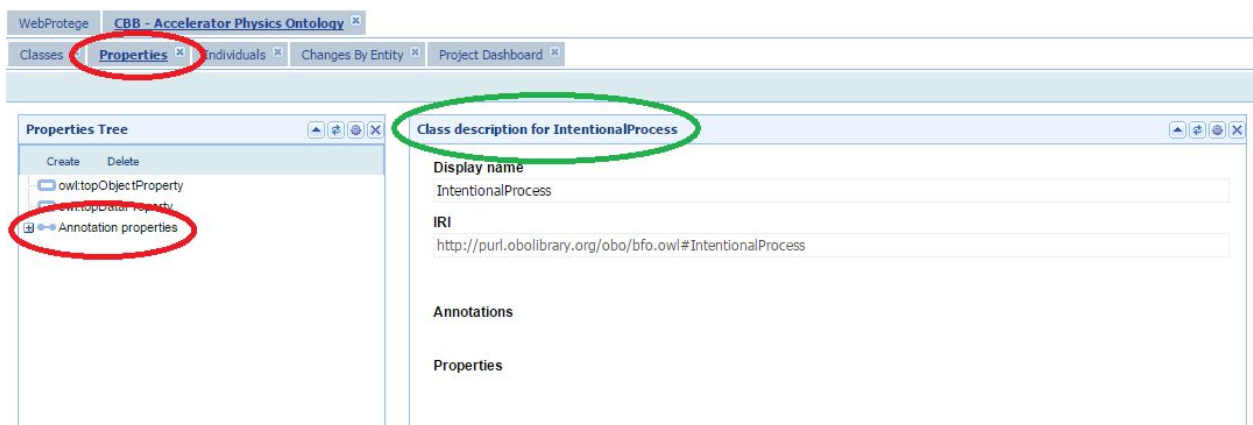 WebProtege CBB - Accelerator Physics Ontology
Classes Properties Individuals Changes By Entity Project Dashboard
Properties Tree
Create Delete
owl:topObjectProperty
owl:topDataProperty
Annotation properties
Class description for IntentionalProcess
Display name
IntentionalProcess
IRI
http://purl.obolibrary.org/obo/bfo.owl#IntentionalProcess
Annotations
Properties